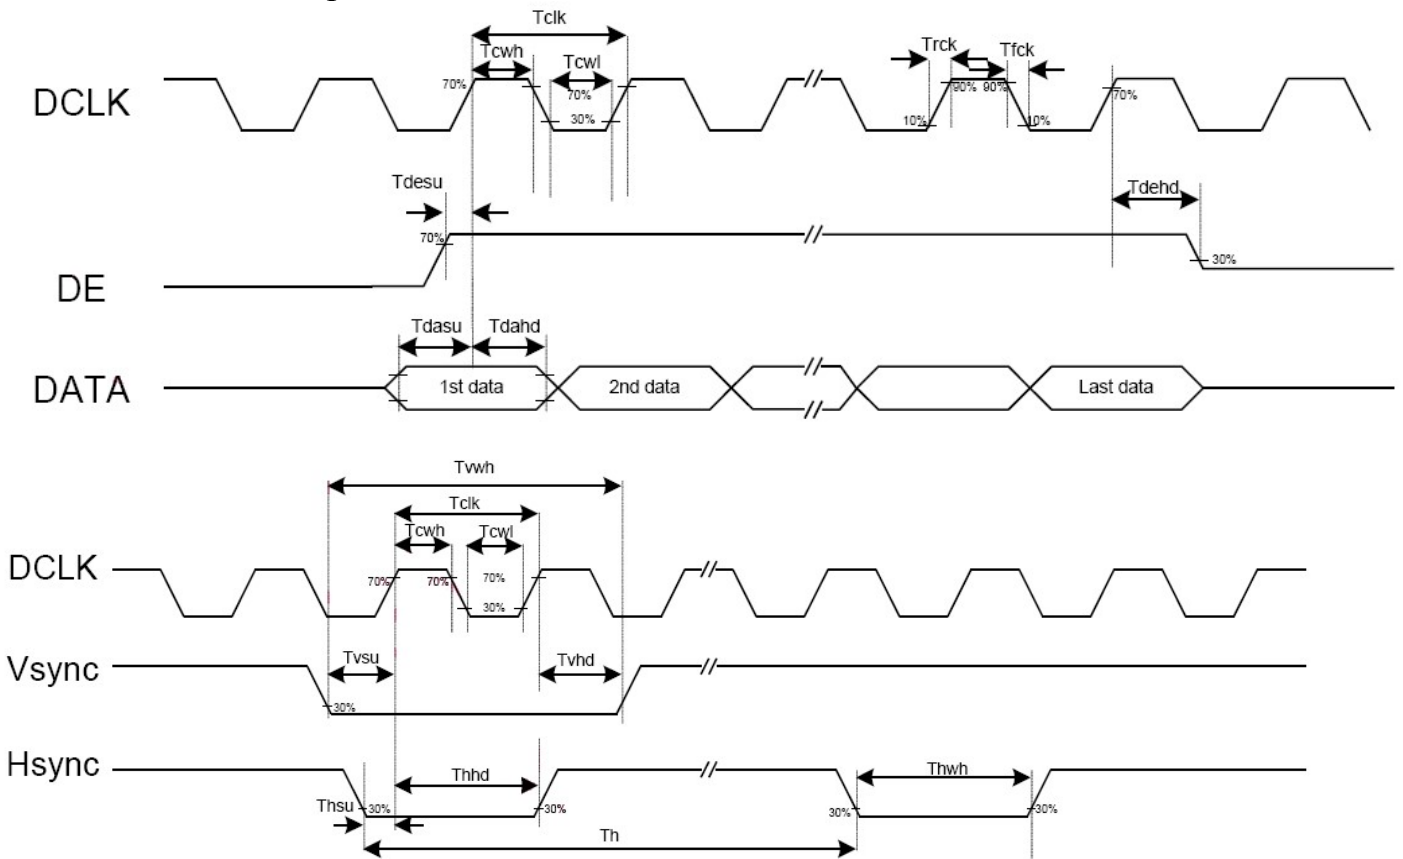 Tclk
Tcwh
Tcwl
Trck
Tfck
DCLK
70%
70%
30%
90%
90%
10%
10%
70%
Tdesu
Tdehd
70%
30%
DE
Tdasu
Tdahd
DATA
1st data
2nd data
Last data
Tvwh
Tclk
Tcwh
Tcwl
DCLK
70%
70%
70%
30%
Vsync
Tvsu
Tvhd
30%
Hsync
Thhd
Thwh
Thsu
30%
30%
30%
30%
Th